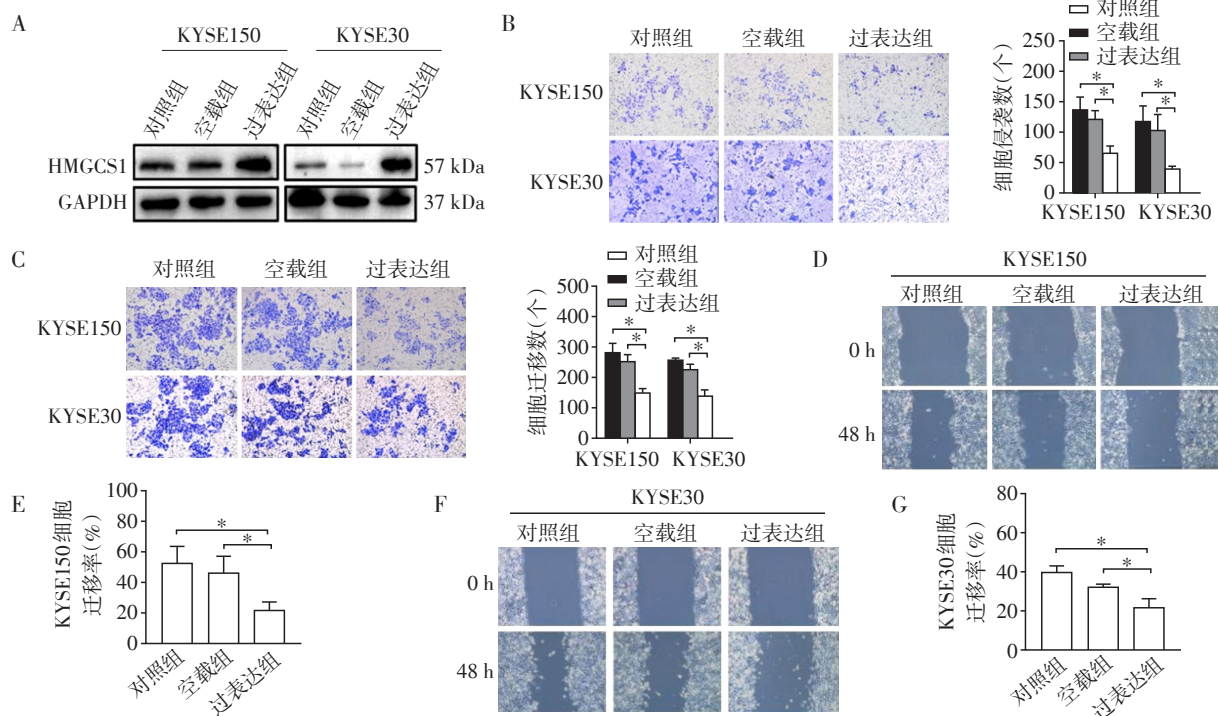 A
KYSE150
KYSE30
对照组
空载组
过表达组
对照组
空载组
过表达组
HMGCS1
57 kDa
GAPDH
37 kDa
B
对照组
空载组
过表达组
KYSE150
KYSE30
对照组
空载组
过表达组
细胞侵袭数(个)
250
200
150
100
50
0
*
*
*
*
KYSE150
KYSE30
C
对照组
空载组
过表达组
KYSE150
KYSE30
对照组
空载组
过表达组
细胞迁移数(个)
500
400
300
200
100
0
*
*
*
*
KYSE150
KYSE30
D
KYSE150
对照组
空载组
过表达组
0 h
48 h
E
KYSE150细胞
迁移率(%)
100
80
60
40
20
0
*
*
对照组
空载组
过表达组
F
KYSE30
对照组
空载组
过表达组
0 h
48 h
G
KYSE30细胞
迁移率(%)
80
60
40
20
0
*
*
对照组
空载组
过表达组